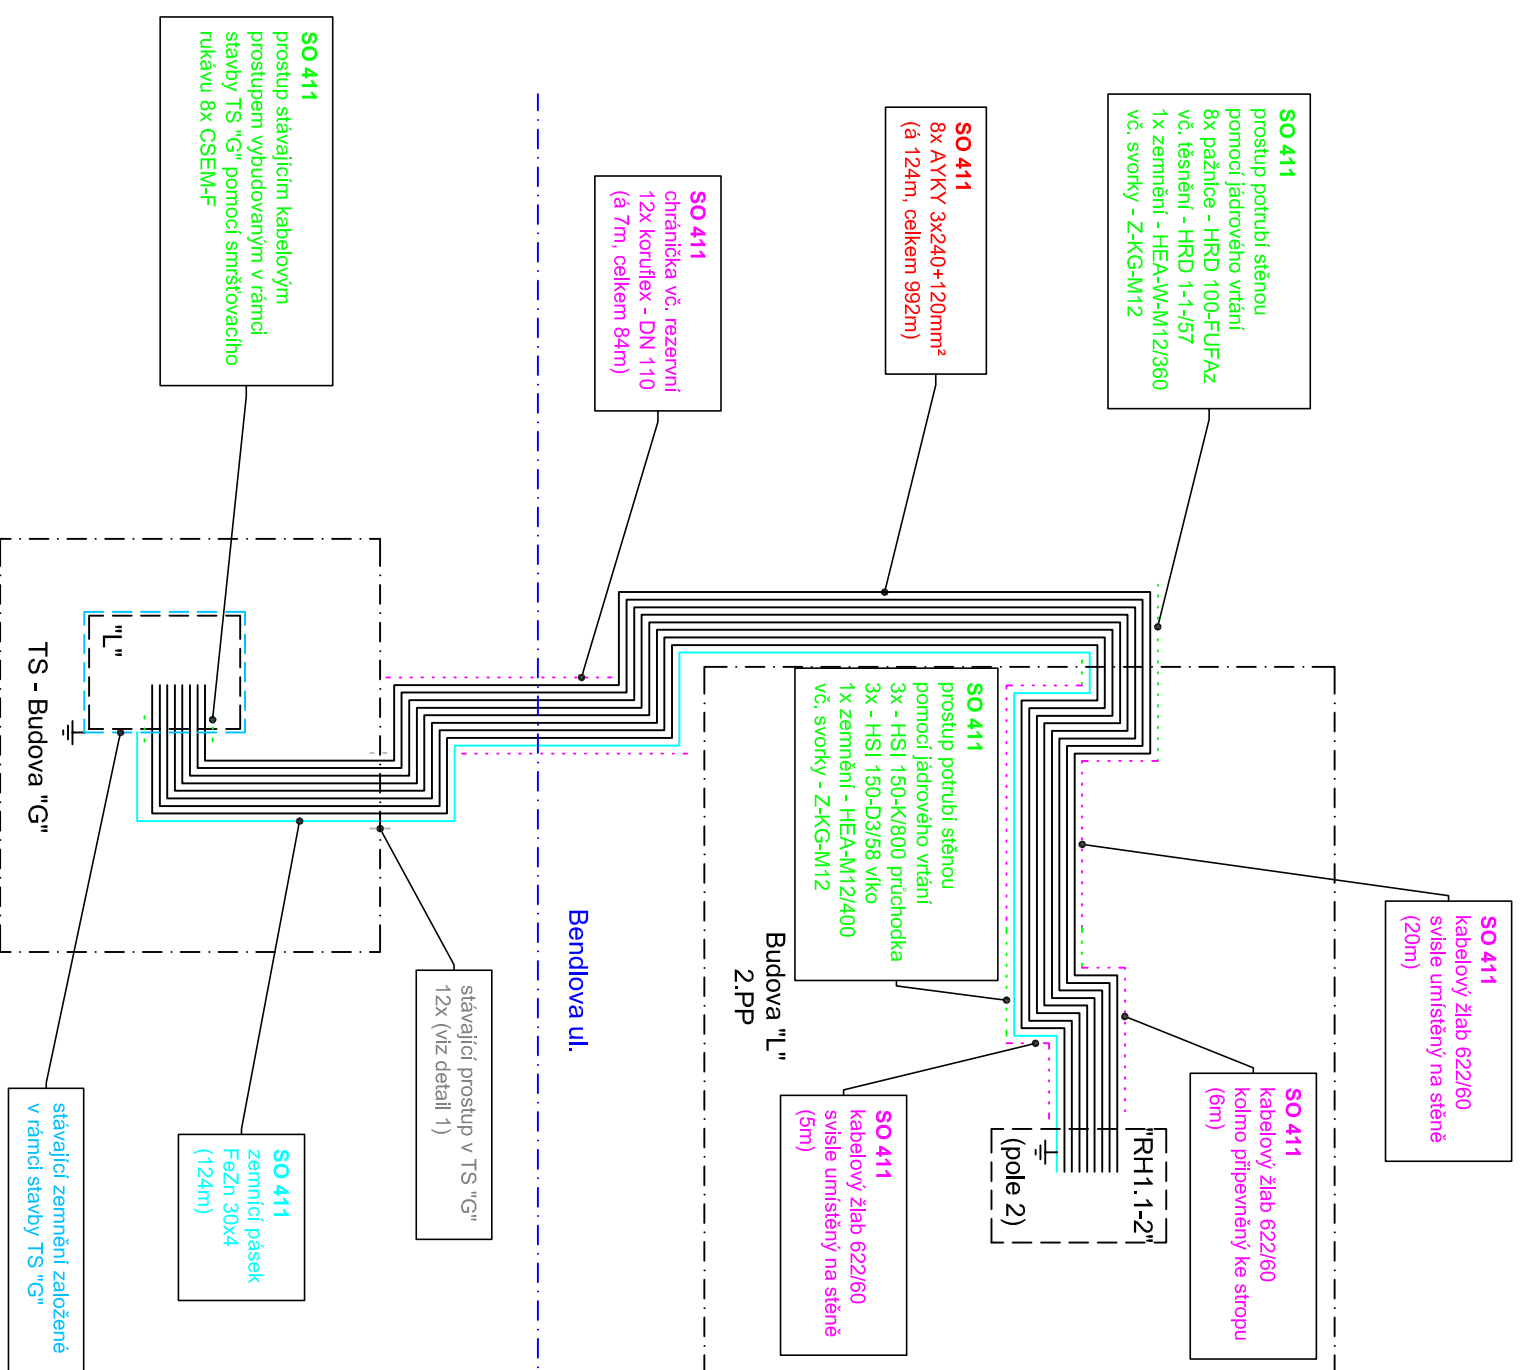 SO 411
kabelový žlab 622/60
svisle umístěný na stěně
(20m)
SO 411
prostup potrubí stěnou
pomocí jádrového vrtání
8x pažnice - HRD 100-FUFAz
vč. těsnění - HRD 1-1-/57
1x zemnění - HEA-W-M12/360
vč. svorky - Z-KG-M12
SO 411
kabelový žlab 622/60
kolmo připevněný ke stropu
(6m)
"RH1.1-2"
(pole 2)
SO 411
8x AYKY 3x240+120mm²
(á 124m, celkem 992m)
SO 411
prostup potrubí stěnou
pomocí jádrového vrtání
3x - HSI 150-K/800 průchodka
3x - HSI 150-D3/58 víko
1x zemnění - HEA-M12/400
vč. svorky - Z-KG-M12
SO 411
kabelový žlab 622/60
svisle umístěný na stěně
(5m)
Budova "L"
2.PP
SO 411
chránička vč. rezervní
12x koruflex - DN 110
(á 7m, celkem 84m)
Bendlova ul.
stávající prostup v TS "G"
12x (viz detail 1)
SO 411
prostup stávajícím kabelovým
prostupem vybudovaným v rámci
stavby TS "G" pomocí smršťovacího
rukávu 8x CSEM-F
SO 411
zemnící pásek
FeZn 30x4
(124m)
"L"
TS - Budova "G"
stávající zemnění založené
v rámci stavby TS "G"